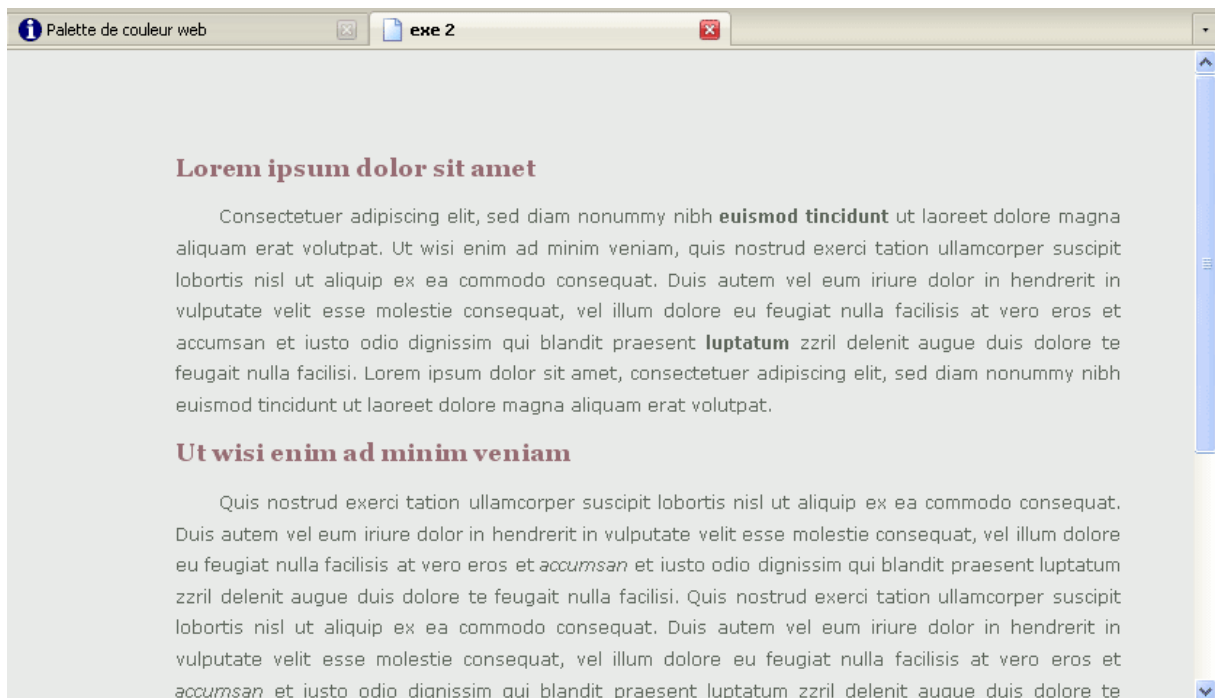 Palette de couleur web
exe 2
Lorem ipsum dolor sit amet
Consectetuer adipiscing elit, sed diam nonummy nibh euismod tincidunt ut laoreet dolore magna
aliquam erat volutpat. Ut wisi enim ad minim veniam, quis nostrud exerci tation ullamcorper suscipit
lobortis nisl ut aliquip ex ea commodo consequat. Duis autem vel eum iriure dolor in hendrerit in
vulputate velit esse molestie consequat, vel illum dolore eu feugiat nulla facilisis at vero eros et
accumsan et iusto odio dignissim qui blandit praesent luptatum zzril delenit augue duis dolore te
feugait nulla facilisi. Lorem ipsum dolor sit amet, consectetuer adipiscing elit, sed diam nonummy nibh
euismod tincidunt ut laoreet dolore magna aliquam erat volutpat.
Ut wisi enim ad minim veniam
Quis nostrud exerci tation ullamcorper suscipit lobortis nisl ut aliquip ex ea commodo consequat.
Duis autem vel eum iriure dolor in hendrerit in vulputate velit esse molestie consequat, vel illum dolore
eu feugiat nulla facilisis at vero eros et accumsan et iusto odio dignissim qui blandit praesent luptatum
zzril delenit augue duis dolore te feugait nulla facilisi. Quis nostrud exerci tation ullamcorper suscipit
lobortis nisl ut aliquip ex ea commodo consequat. Duis autem vel eum iriure dolor in hendrerit in
vulputate velit esse molestie consequat, vel illum dolore eu feugiat nulla facilisis at vero eros et
accumsan et iusto odio dignissim qui blandit praesent luptatum zzril delenit augue duis dolore te